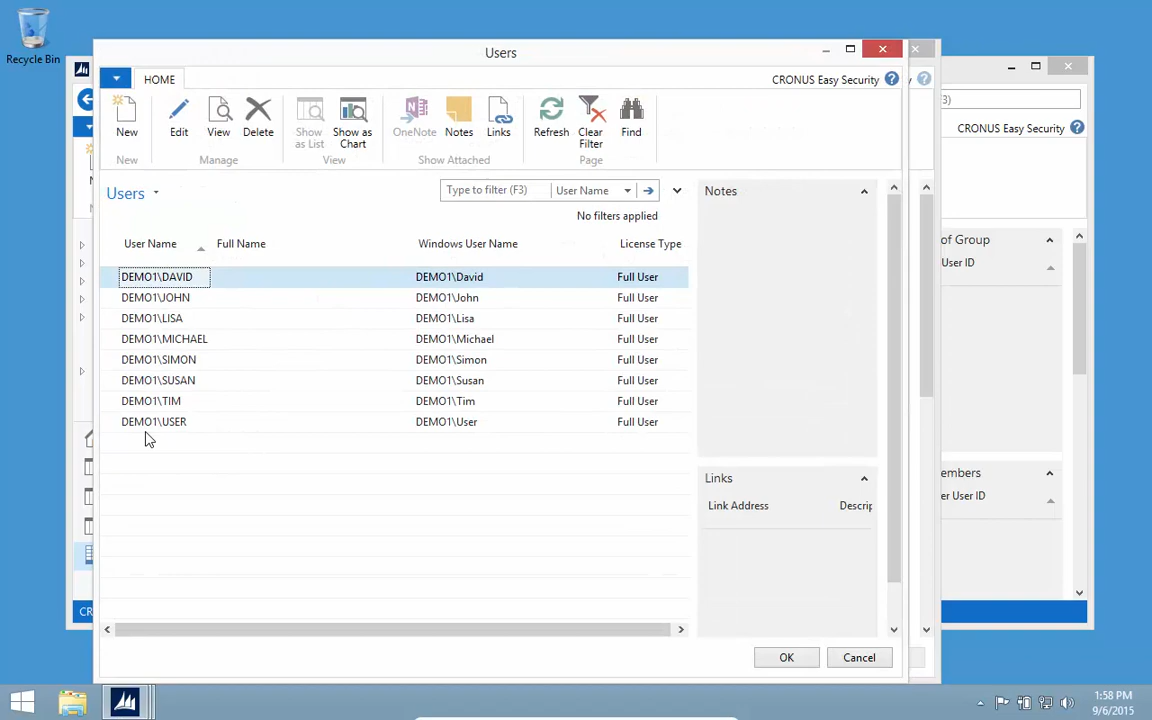 Recycle Bin
Users
HOME
CRONUS Easy Security
New
Edit
View
Delete
Show as List
Show as Chart
OneNote
Notes
Links
Refresh
Clear Filter
Find
New
Manage
View
Show Attached
Page
3)
CRONUS Easy Security
Users
Type to filter (F3)
User Name
No filters applied
User Name
Full Name
Windows User Name
License Type
DEMO1\DAVID
DEMO1\David
Full User
DEMO1\JOHN
DEMO1\John
Full User
DEMO1\LISA
DEMO1\Lisa
Full User
DEMO1\MICHAEL
DEMO1\Michael
Full User
DEMO1\SIMON
DEMO1\Simon
Full User
DEMO1\SUSAN
DEMO1\Susan
Full User
DEMO1\TIM
DEMO1\Tim
Full User
DEMO1\USER
DEMO1\User
Full User
Notes
Links
Link Address
Descrip
of Group
User ID
embers
er User ID
CR
OK
Cancel
1:58 PM
9/6/2015